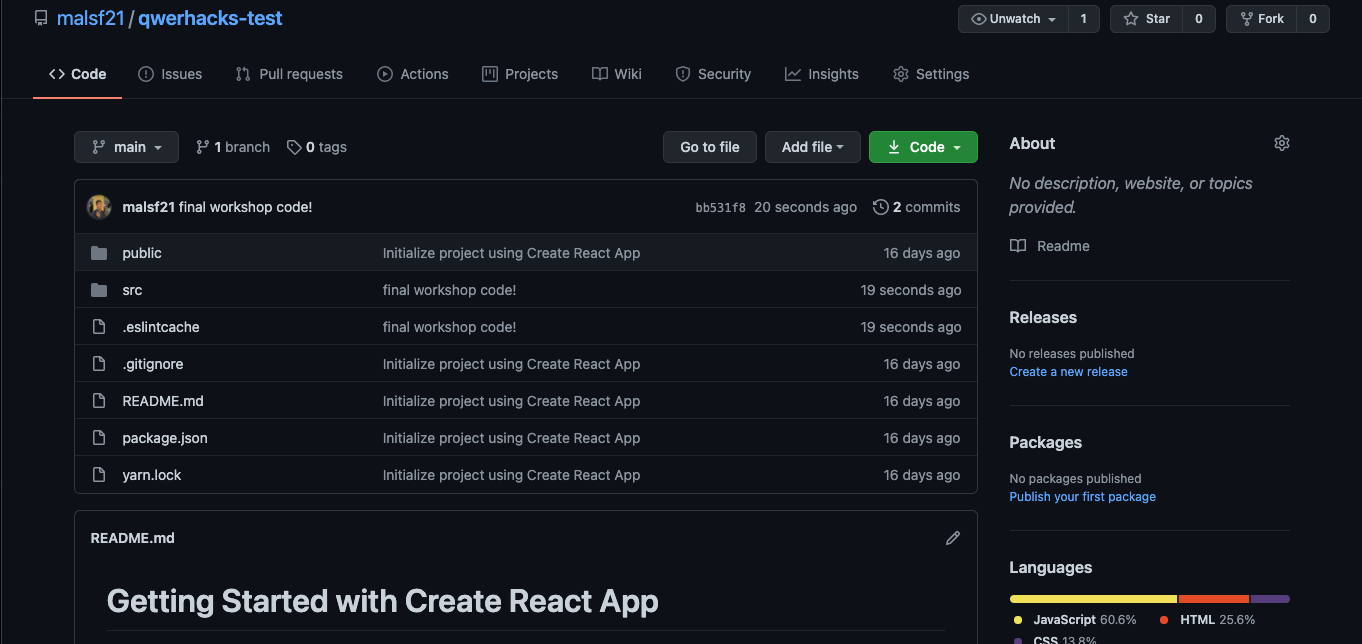 malsf21 / qwerhacks-test
Unwatch 1 Star 0 Fork 0
Code Issues Pull requests Actions Projects Wiki Security Insights Settings
main 1 branch 0 tags Go to file Add file Code
malsf21 final workshop code! bb531f8 20 seconds ago 2 commits
public Initialize project using Create React App 16 days ago
src final workshop code! 19 seconds ago
.eslintcache final workshop code! 19 seconds ago
.gitignore Initialize project using Create React App 16 days ago
README.md Initialize project using Create React App 16 days ago
package.json Initialize project using Create React App 16 days ago
yarn.lock Initialize project using Create React App 16 days ago
README.md
Getting Started with Create React App
About
No description, website, or topics
provided.
Readme
Releases
No releases published
Create a new release
Packages
No packages published
Publish your first package
Languages
JavaScript 60.6% HTML 25.6%
CSS 13.8%